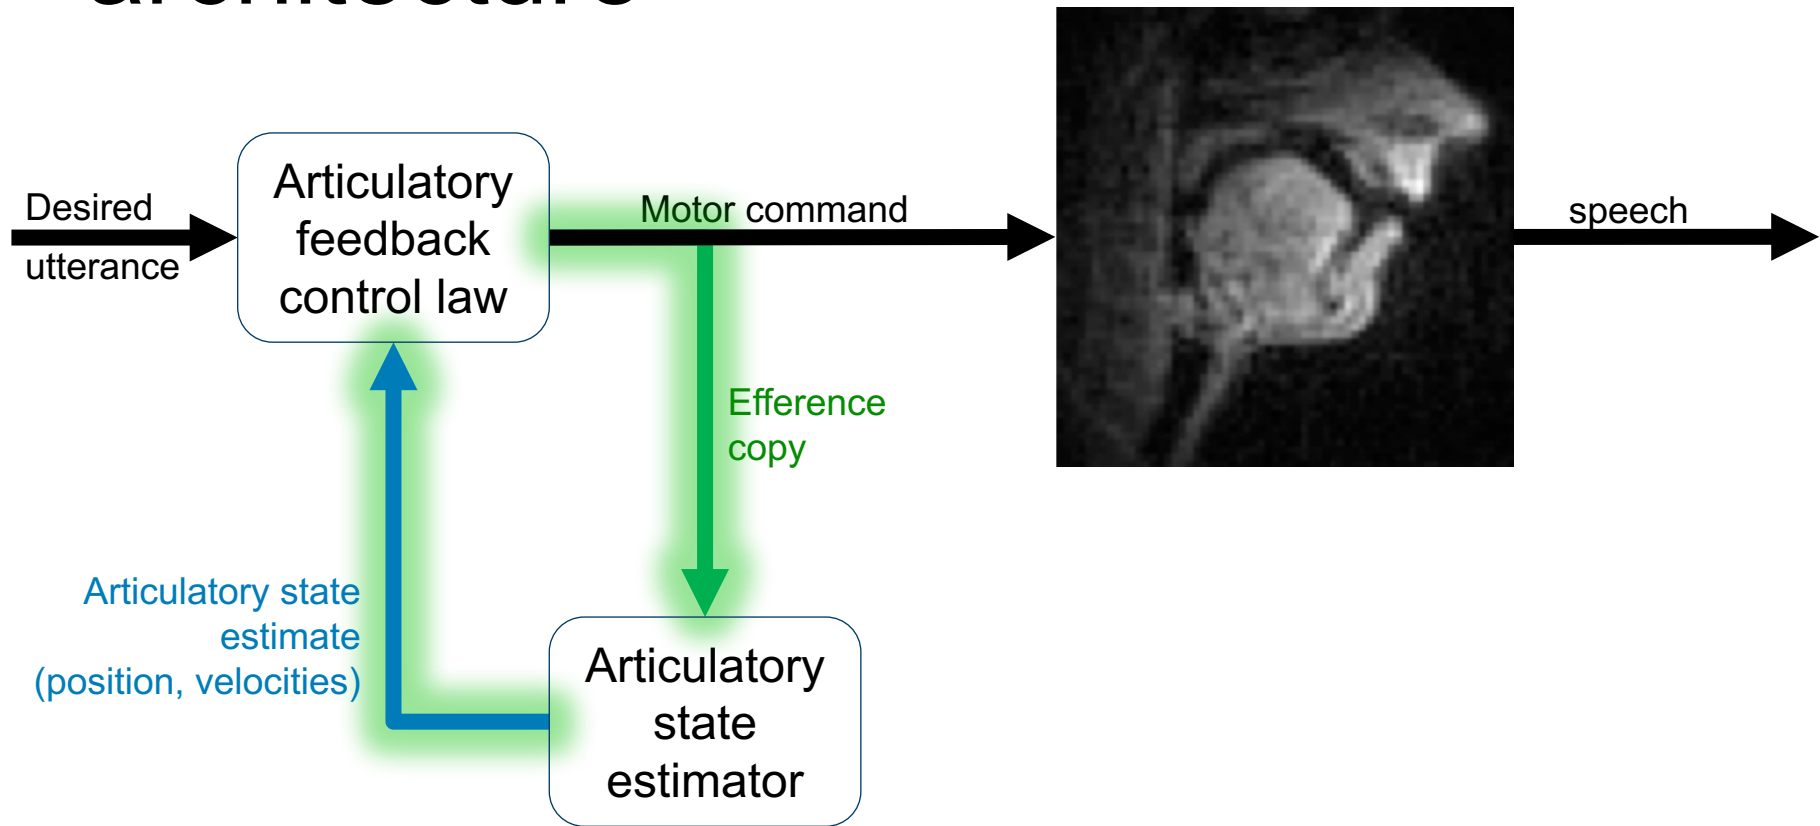 architecture
Desired
utterance
Articulatory
feedback
control law
Motor command
speech
Efference
copy
Articulatory state
estimate
(position, velocities)
Articulatory
state
estimator